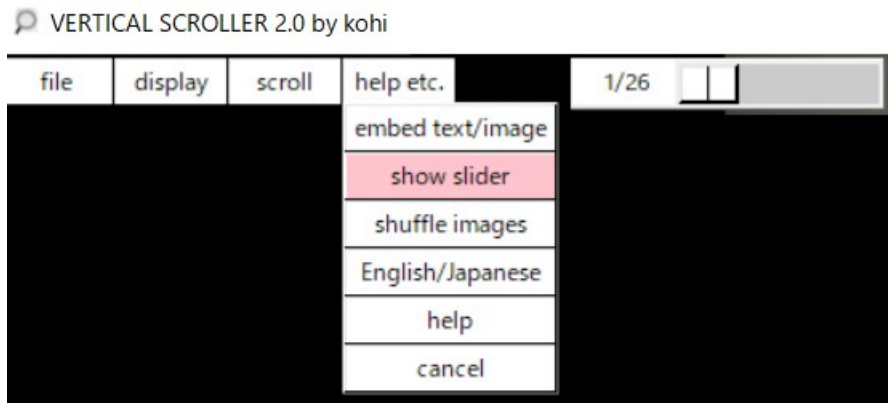 VERTICAL SCROLLER 2.0 by kohi
file display scroll help etc. 1/26
embed text/image
show slider
shuffle images
English/Japanese
help
cancel